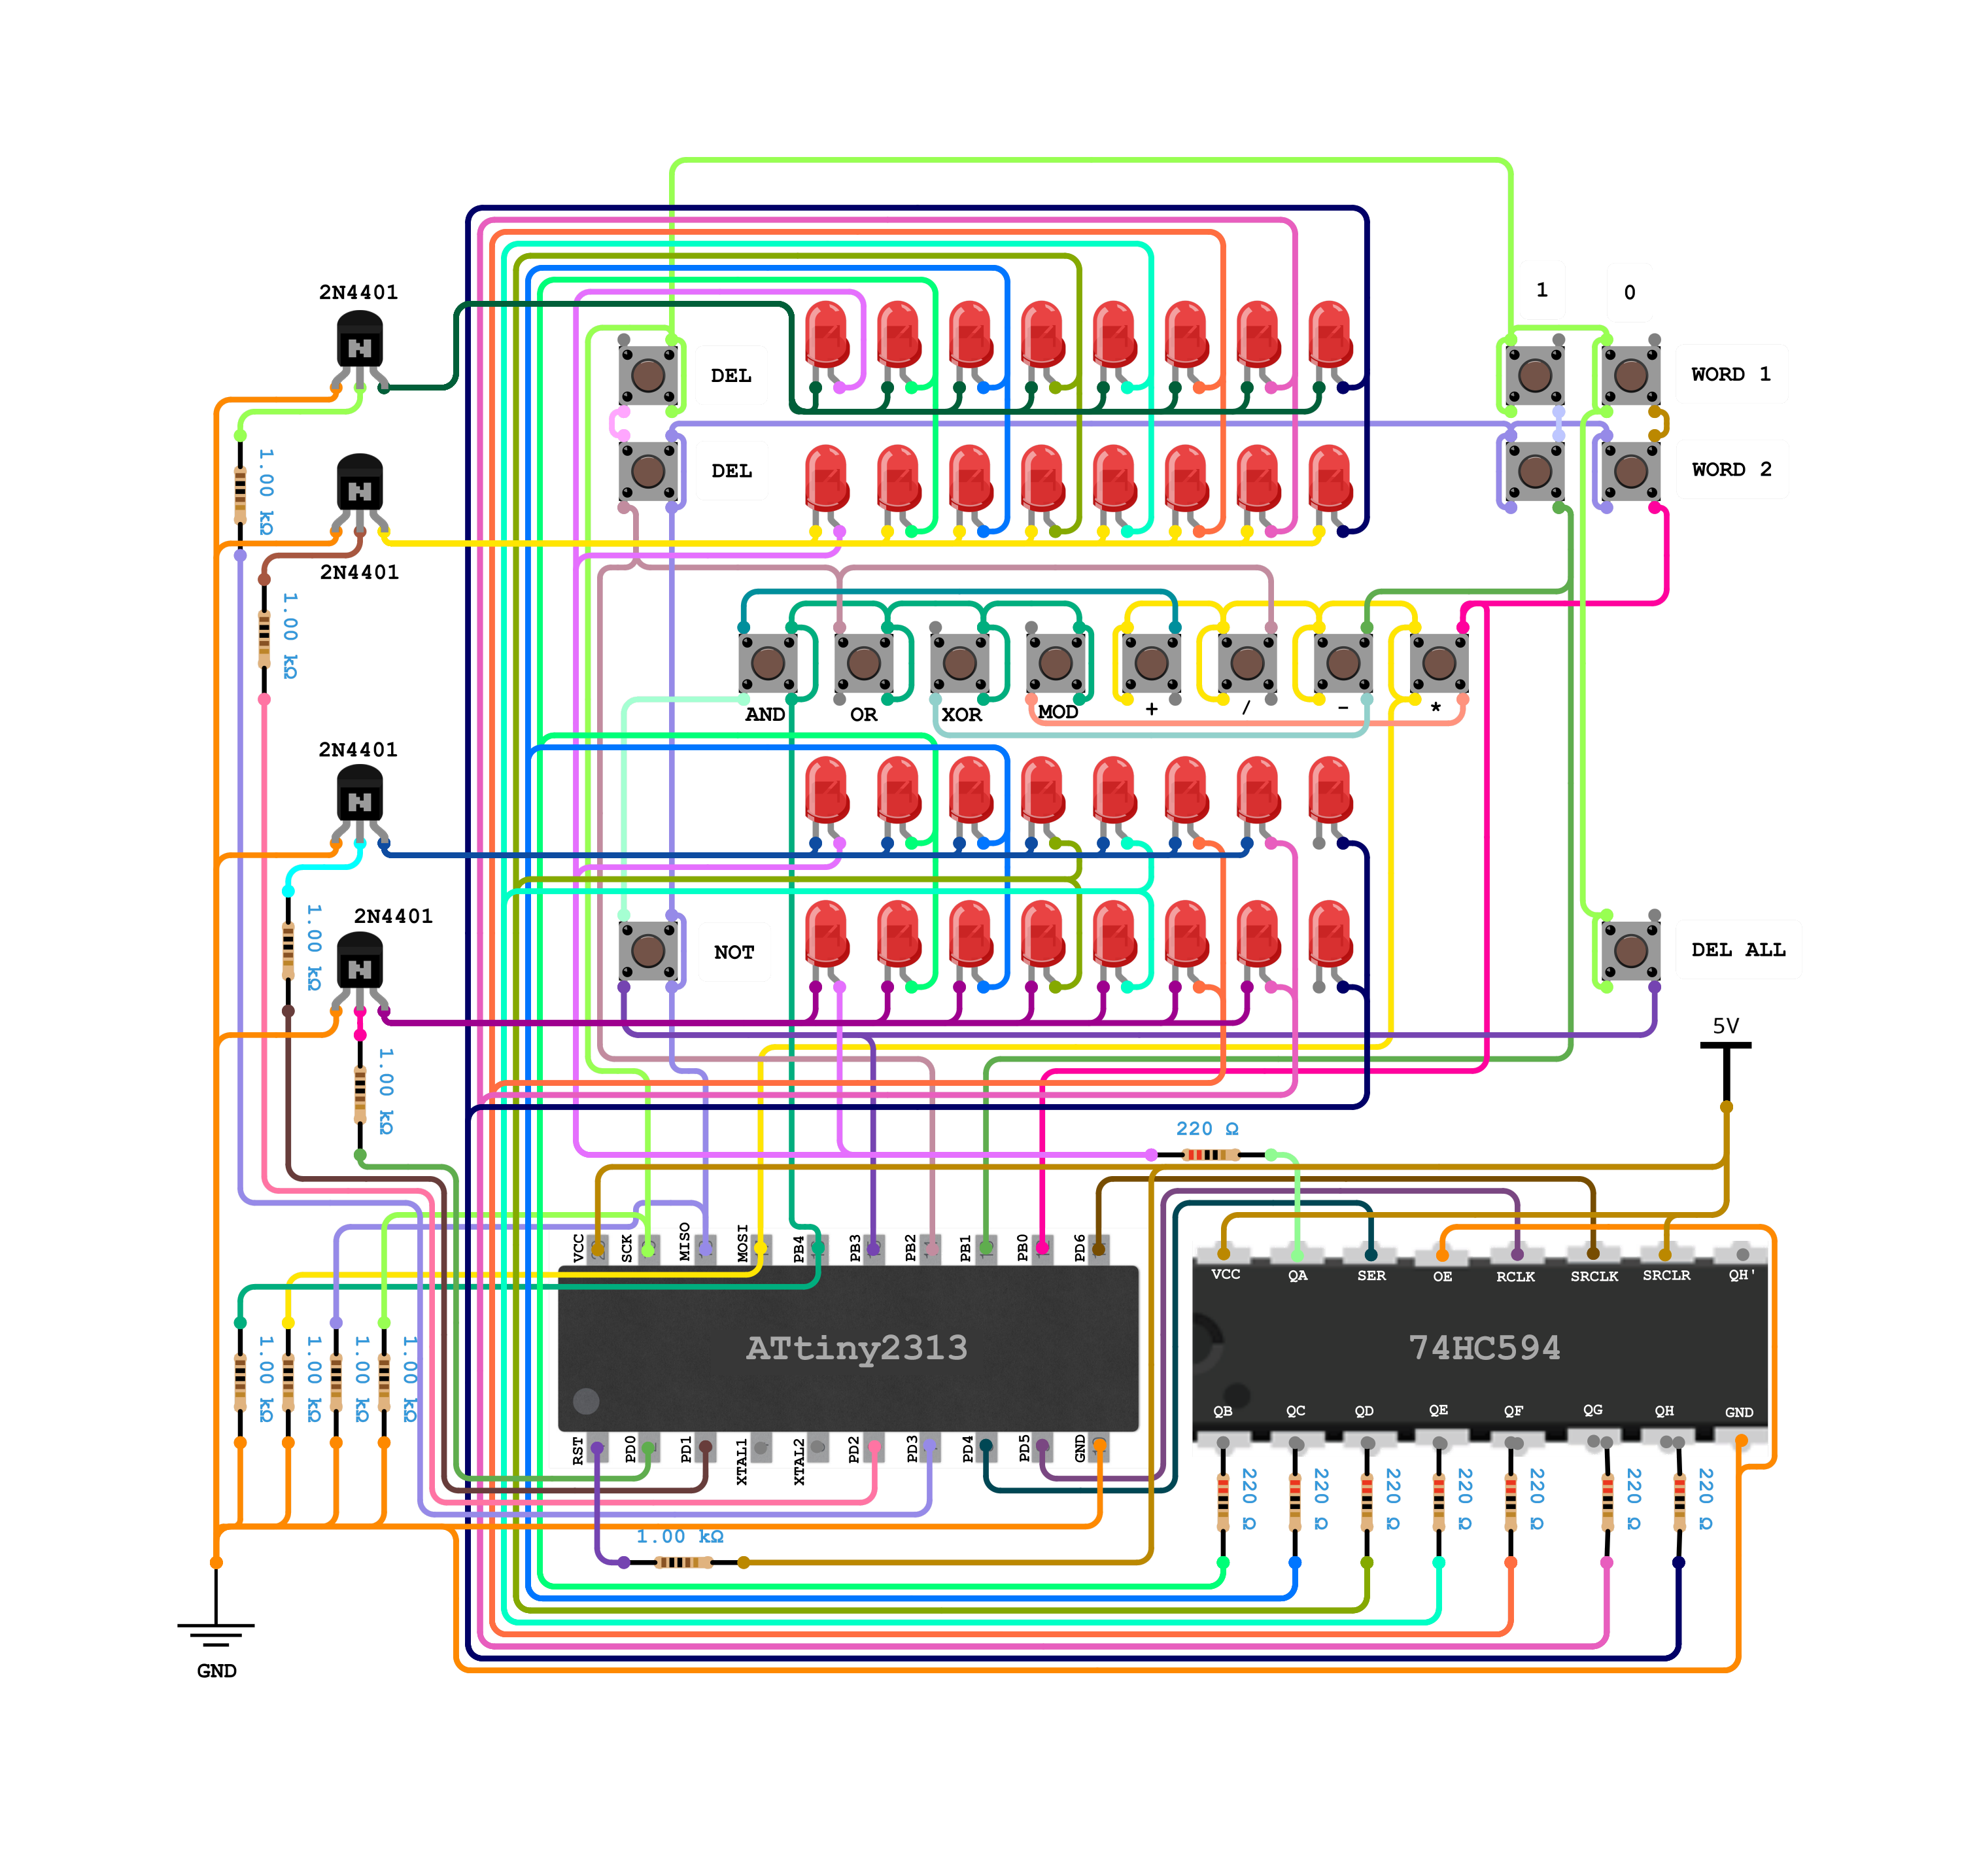 1 0
2N4401
DEL
WORD 1
1.00 kΩ
DEL
WORD 2
2N4401
1.00 kΩ
AND OR XOR MOD + / - *
2N4401
1.00 kΩ
2N4401
NOT
DEL ALL
5V
1.00 kΩ
220 Ω
VCC SCK MISO MOSI PB4 PB3 PB2 PB1 PB0 PD6
VCC QA SER OE RCLK SRCLK SRCLR QH'
ATtiny2313
74HC594
1.00 kΩ 1.00 kΩ 1.00 kΩ 1.00 kΩ
QB QC QD QE QF QG QH GND
RST PD0 PD1 XTAL1 XTAL2 PD2 PD3 PD4 PD5 GND
220 Ω 220 Ω 220 Ω 220 Ω 220 Ω 220 Ω 220 Ω
1.00 kΩ
GND